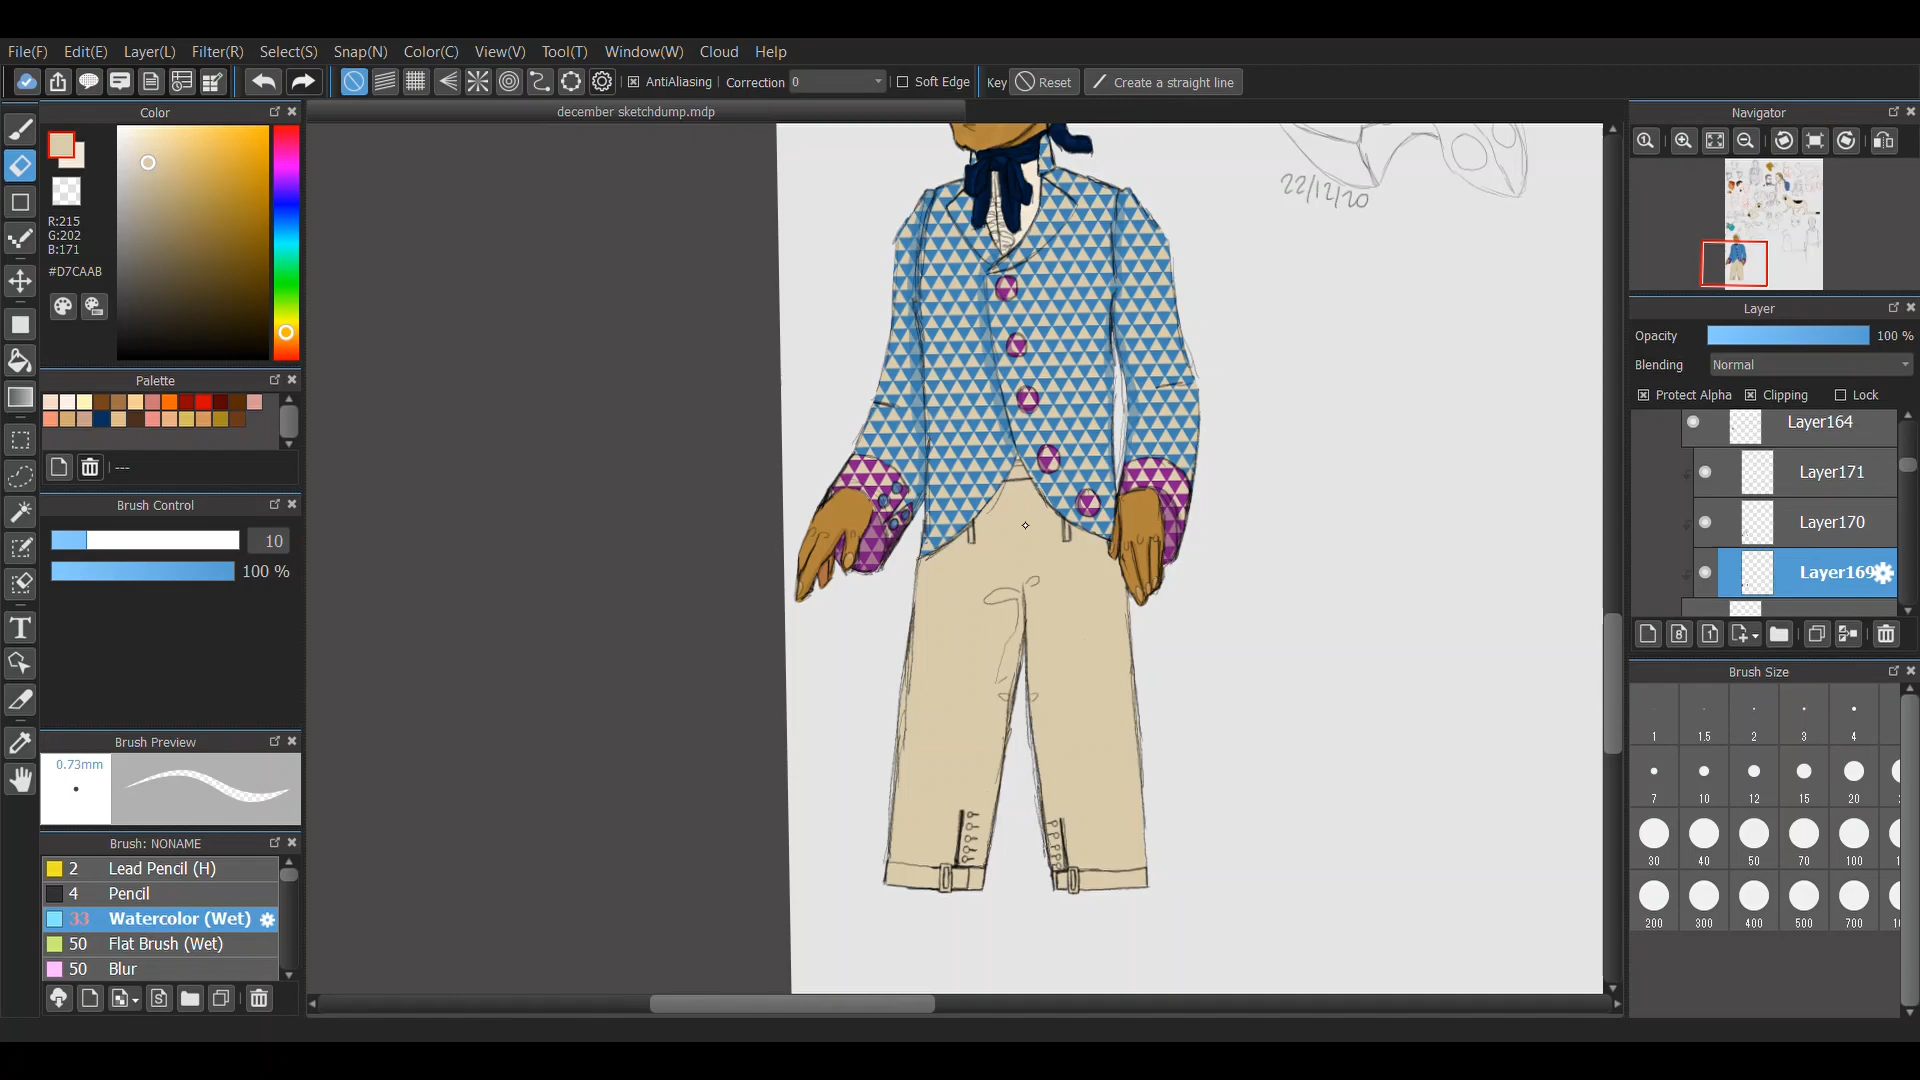 File(F) Edit(E) Layer(L) Filter(R) Select(S) Snap(N) Color(C) View(V) Tool(T) Window(W) Cloud Help
AntiAliasing Correction 0 Soft Edge Key Reset Create a straight line
Color
december sketchdump.mdp
Navigator
R:215
G:202
B:171
#D7CAAB
22/12/20
Layer
Opacity 100 %
Blending Normal
Protect Alpha Clipping Lock
Layer164
Layer171
Layer170
Layer169
Palette
---
Brush Control
10
100 %
Brush Preview
0.73mm
Brush: NONAME
2 Lead Pencil (H)
4 Pencil
33 Watercolor (Wet)
50 Flat Brush (Wet)
50 Blur
Brush Size
1 1.5 2 3 4
7 10 12 15 20
30 40 50 70 100
200 300 400 500 700